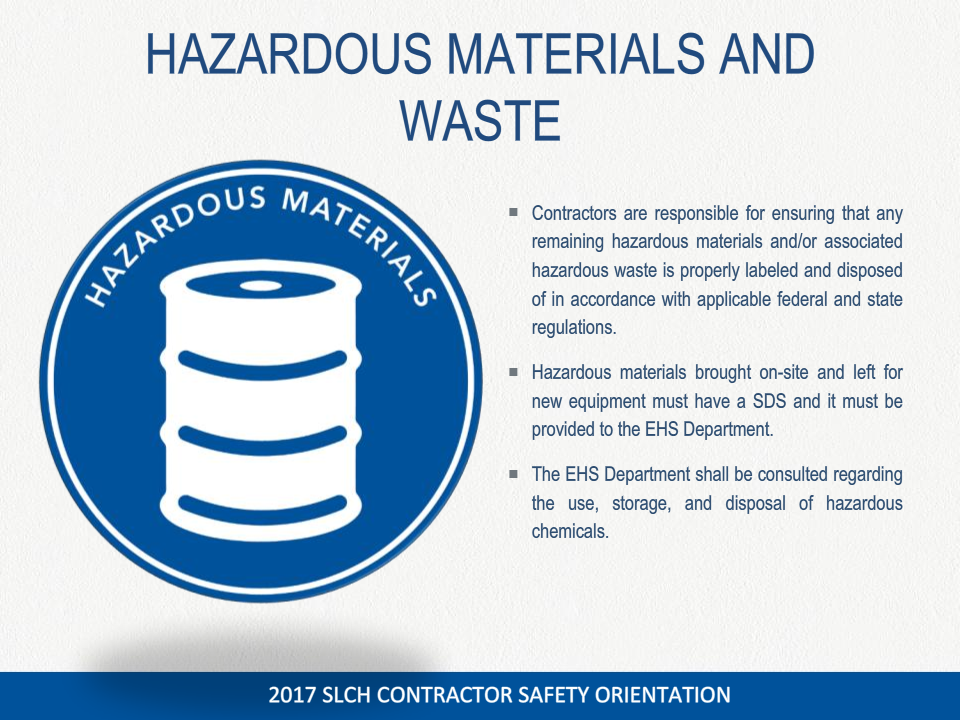 HAZARDOUS MATERIALS AND
WASTE
HAZARDOUS MATERIALS
▪ Contractors are responsible for ensuring that any
remaining hazardous materials and/or associated
hazardous waste is properly labeled and disposed
of in accordance with applicable federal and state
regulations.
▪ Hazardous materials brought on-site and left for
new equipment must have a SDS and it must be
provided to the EHS Department.
▪ The EHS Department shall be consulted regarding
the use, storage, and disposal of hazardous
chemicals.
2017 SLCH CONTRACTOR SAFETY ORIENTATION